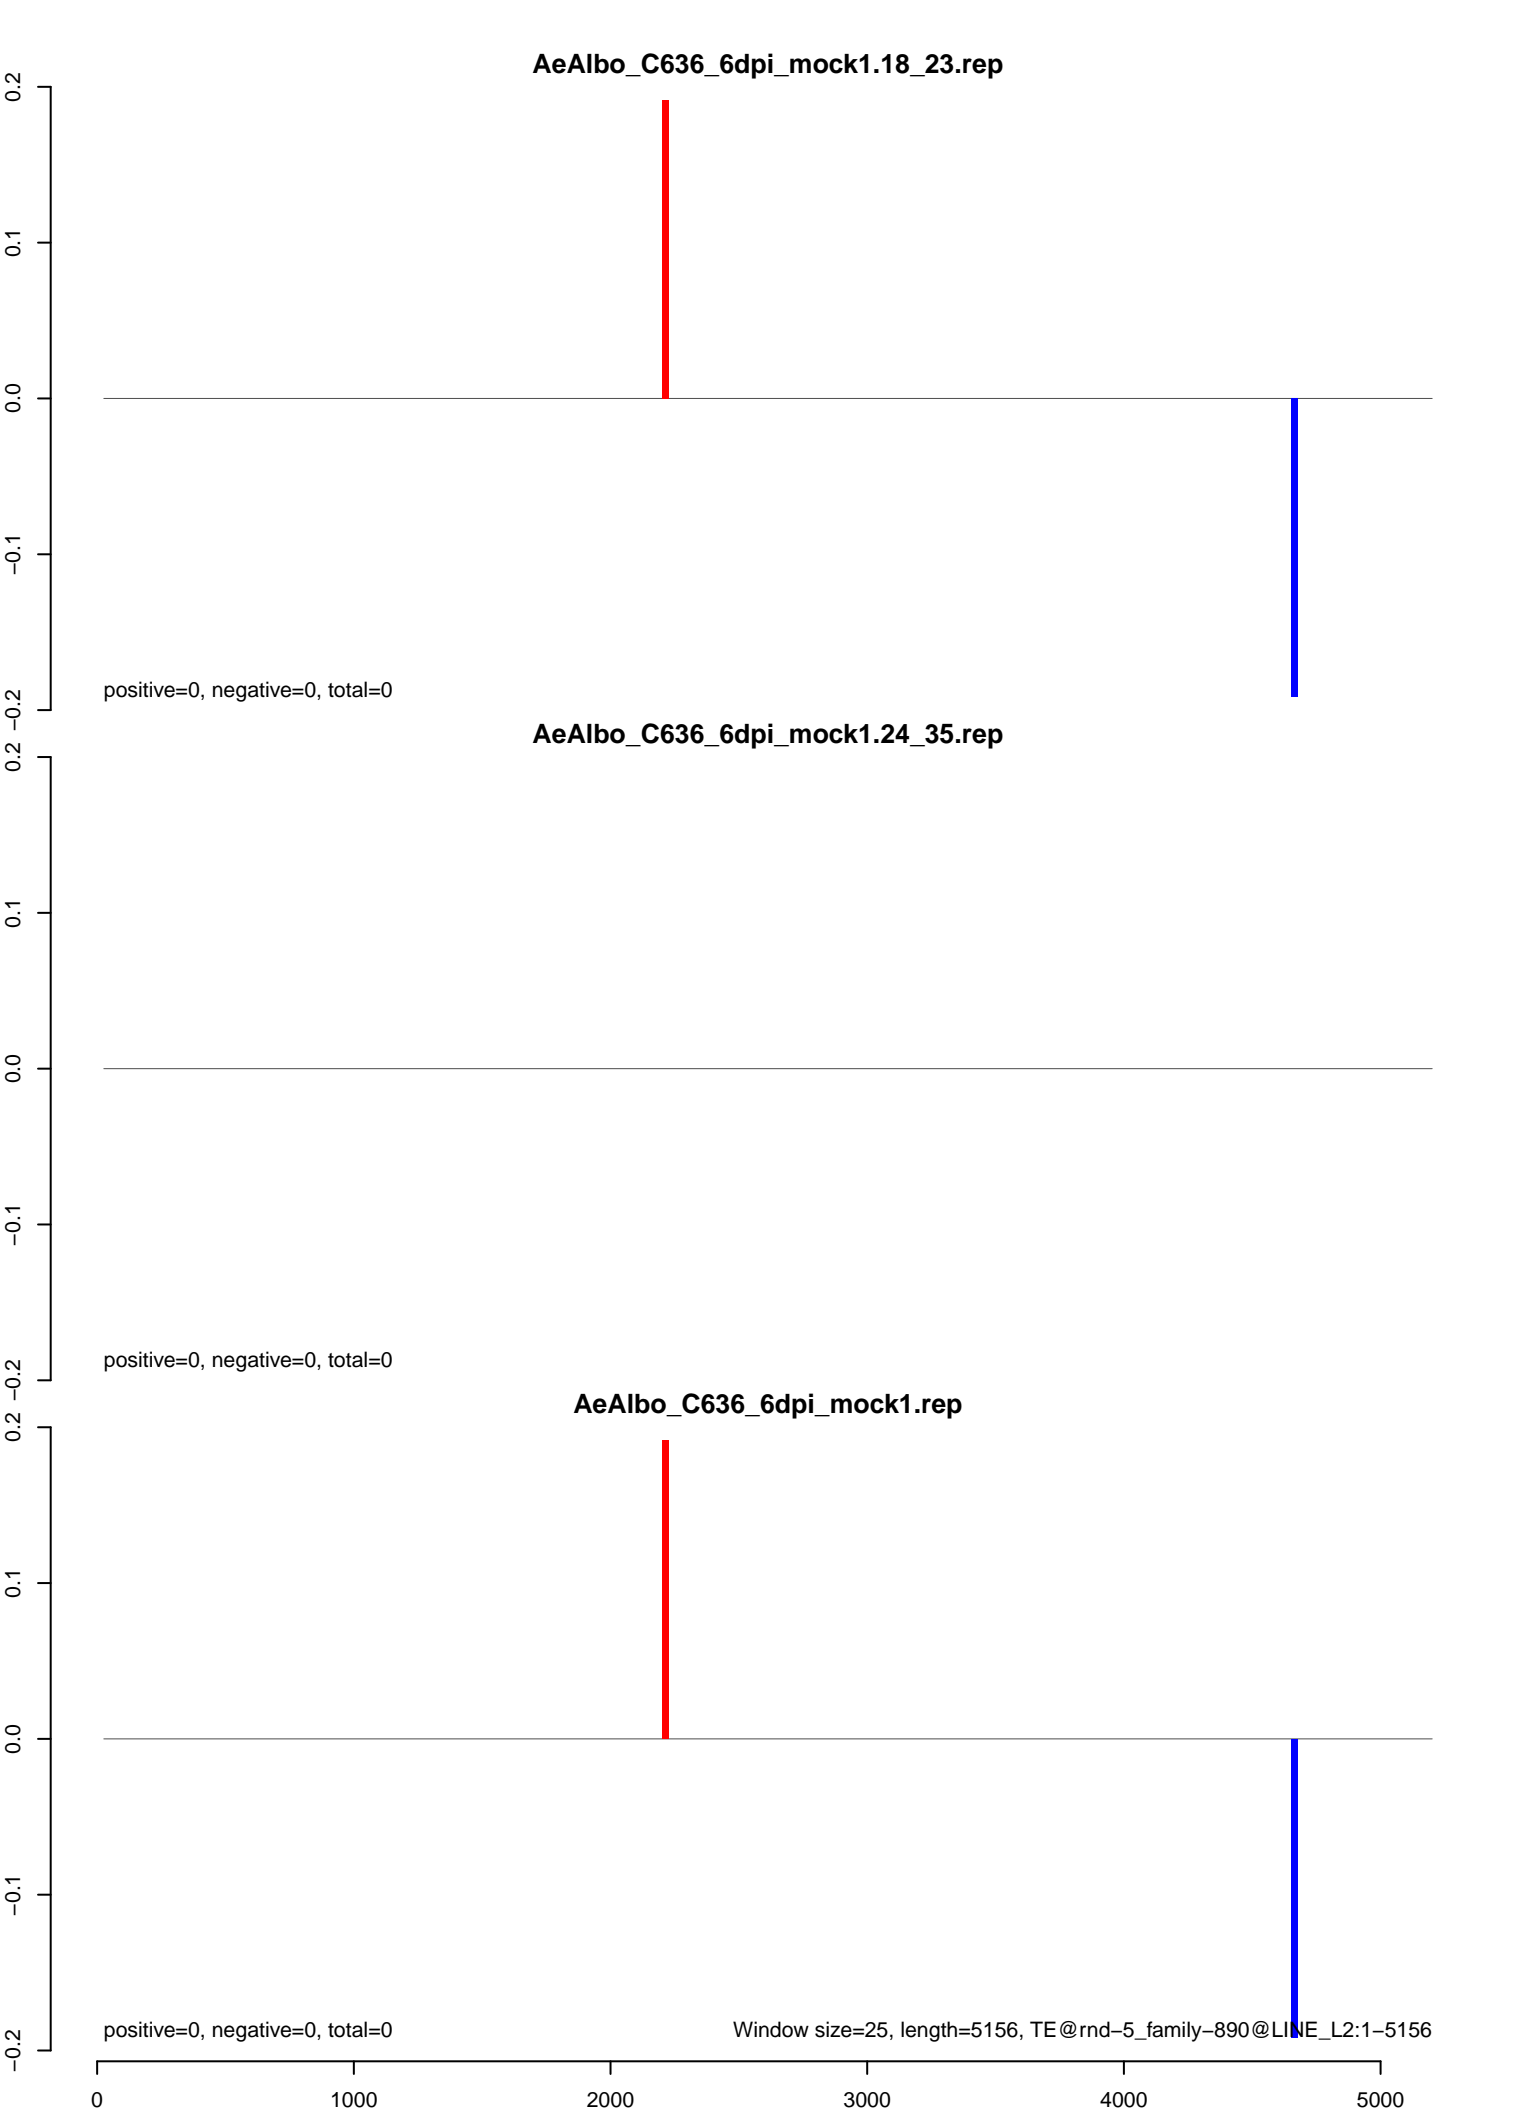 AeAlbo_C636_6dpi_mock1.18_23.rep
0.2
0.1
0.0
−0.1
−0.2
positive=0, negative=0, total=0
AeAlbo_C636_6dpi_mock1.24_35.rep
0.2
0.1
0.0
−0.1
−0.2
positive=0, negative=0, total=0
AeAlbo_C636_6dpi_mock1.rep
0.2
0.1
0.0
−0.1
−0.2
positive=0, negative=0, total=0
Window size=25, length=5156, TE@rnd−5_family−890@LINE_L2:1−5156
0 1000 2000 3000 4000 5000